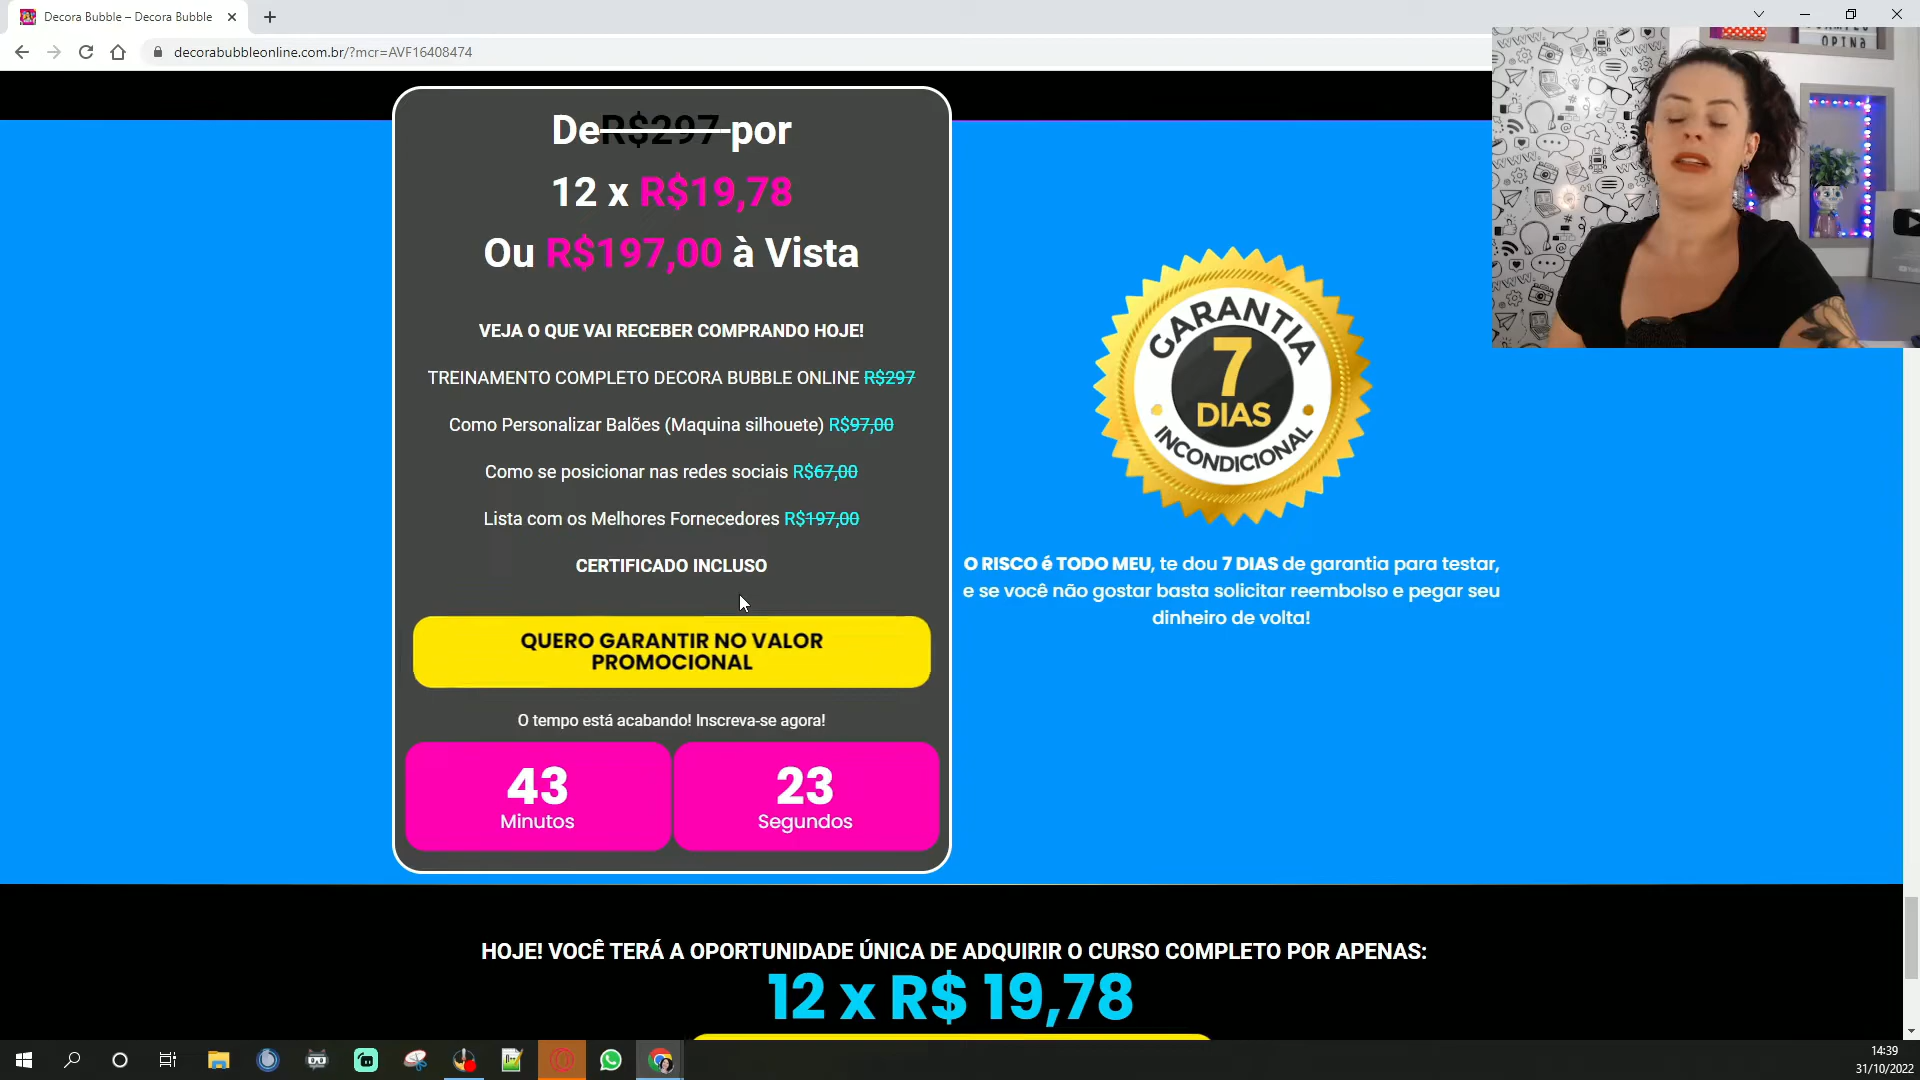 Decora Bubble – Decora Bubble
decorabubbleonline.com.br/?mcr=AVF16408474
De R$297 por
12 x R$19,78
Ou R$197,00 à Vista
VEJA O QUE VAI RECEBER COMPRANDO HOJE!
TREINAMENTO COMPLETO DECORA BUBBLE ONLINE R$297
Como Personalizar Balões (Maquina silhouete) R$97,00
Como se posicionar nas redes sociais R$67,00
Lista com os Melhores Fornecedores R$197,00
CERTIFICADO INCLUSO
QUERO GARANTIR NO VALOR
PROMOCIONAL
O tempo está acabando! Inscreva-se agora!
43
Minutos
23
Segundos
GARANTIA
7
DIAS
INCONDICIONAL
O RISCO é TODO MEU, te dou 7 DIAS de garantia para testar,
e se você não gostar basta solicitar reembolso e pegar seu
dinheiro de volta!
HOJE! VOCÊ TERÁ A OPORTUNIDADE ÚNICA DE ADQUIRIR O CURSO COMPLETO POR APENAS:
12 x R$ 19,78
OPINA
14:39
31/10/2022